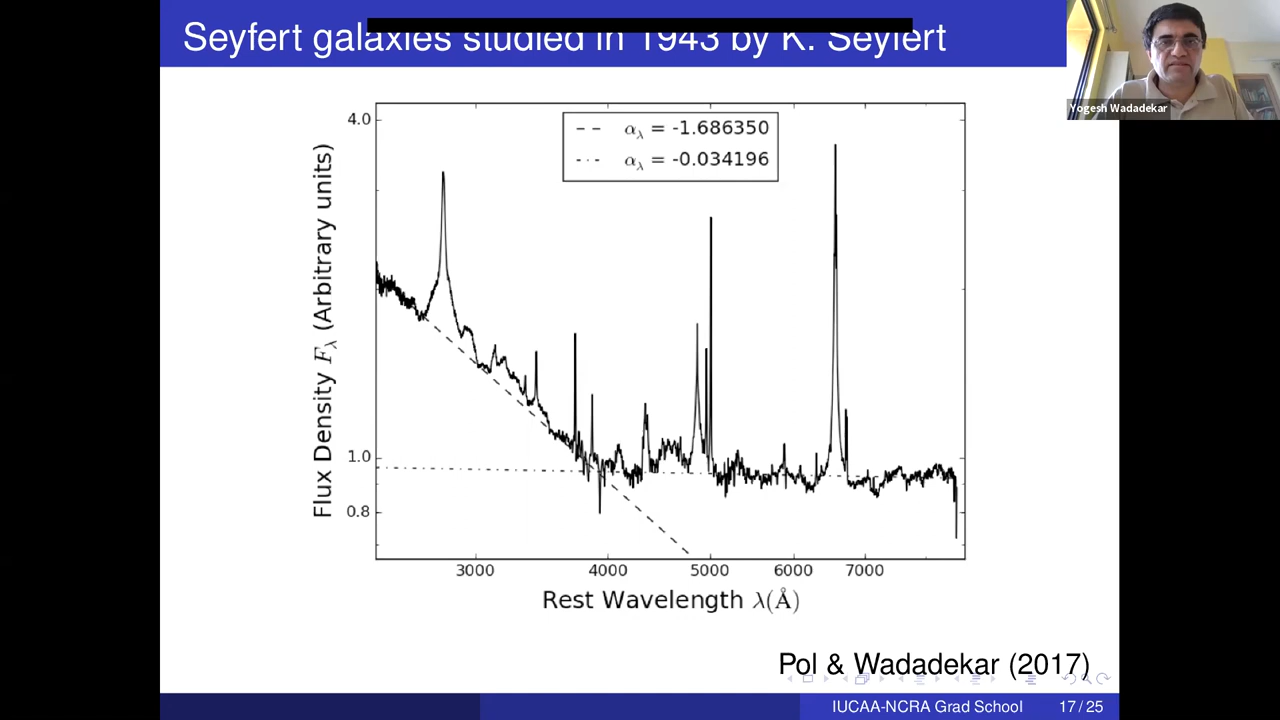 Seyfert galaxies studied in 1943 by K. Seyfert
Yogesh Wadadekar
αλ = -1.686350
αλ = -0.034196
4.0
1.0
0.8
Flux Density Fλ (Arbitrary units)
3000 4000 5000 6000 7000
Rest Wavelength λ(Å)
Pol & Wadadekar (2017)
IUCAA-NCRA Grad School 17 / 25